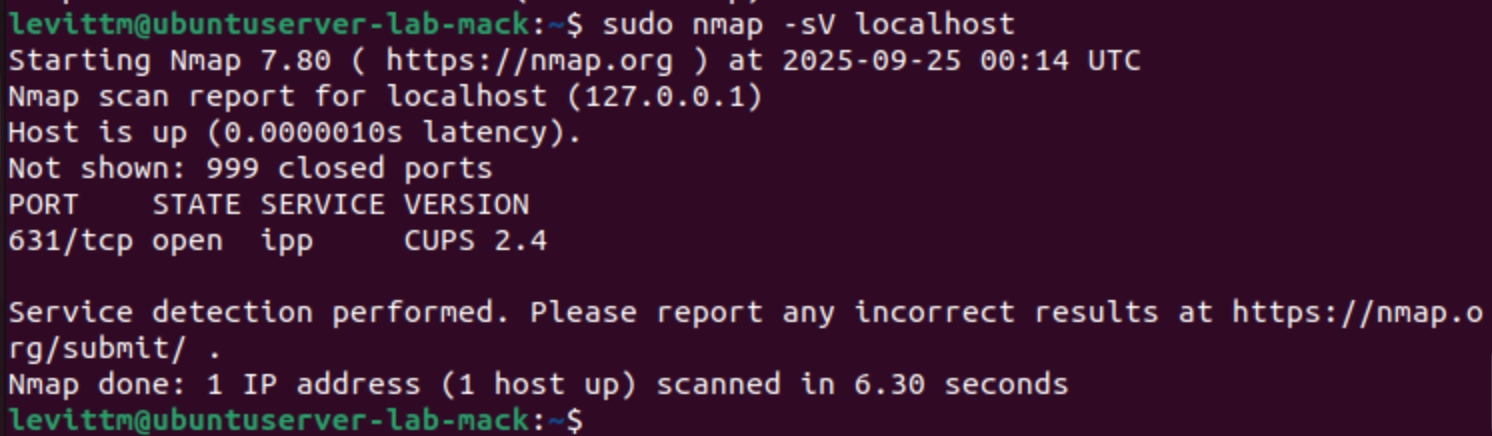 levittm@ubuntuserver-lab-mack:~$ sudo nmap -sV localhost
Starting Nmap 7.80 ( https://nmap.org ) at 2025-09-25 00:14 UTC
Nmap scan report for localhost (127.0.0.1)
Host is up (0.0000010s latency).
Not shown: 999 closed ports
PORT    STATE SERVICE VERSION
631/tcp open  ipp     CUPS 2.4
Service detection performed. Please report any incorrect results at https://nmap.o
rg/submit/ .
Nmap done: 1 IP address (1 host up) scanned in 6.30 seconds
levittm@ubuntuserver-lab-mack:~$